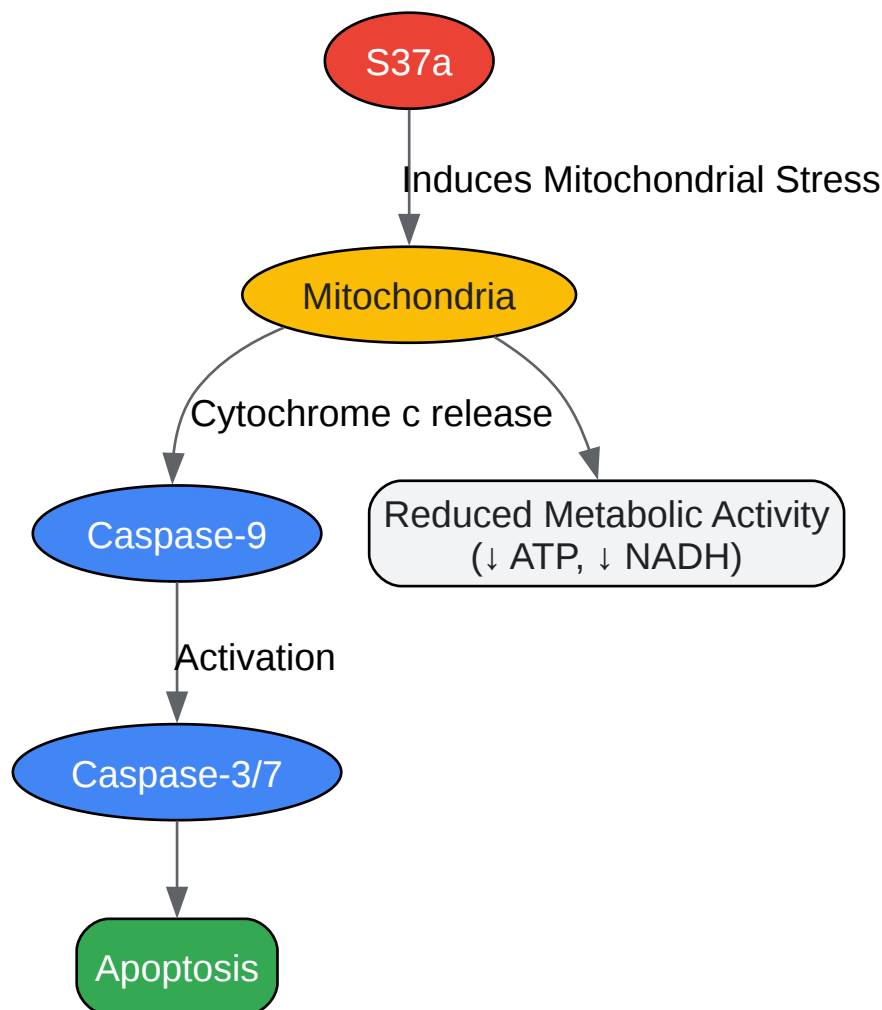 S37a
Induces Mitochondrial Stress
Mitochondria
Cytochrome c release
Caspase-9
Reduced Metabolic Activity
(↓ ATP, ↓ NADH)
Activation
Caspase-3/7
Apoptosis